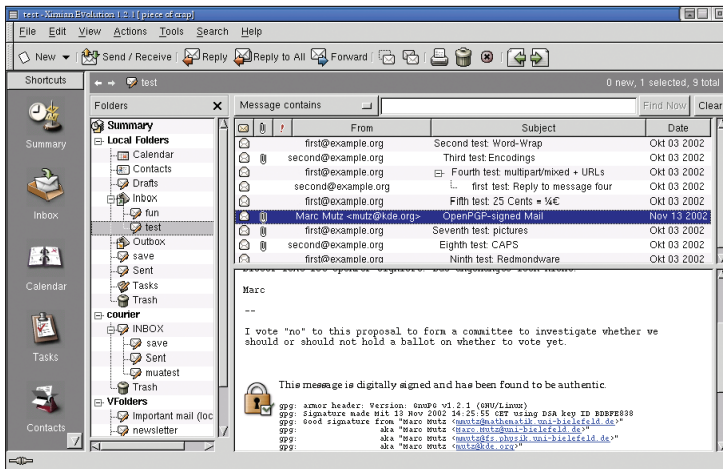 test - Ximian Evolution 1.2.1 [ piece of crap]
File Edit View Actions Tools Search Help
New Send / Receive Reply Reply to All Forward
Shortcuts
test
0 new, 1 selected, 9 total
Summary
Inbox
Calendar
Tasks
Contacts
Folders
Summary
Local Folders
Calendar
Contacts
Drafts
Inbox
fun
test
Outbox
save
Sent
Tasks
Trash
courier
INBOX
save
Sent
muatest
Trash
VFolders
Important mail (loc
newsletter
Message contains Find Now Clear
! From Subject Date
first@example.org Second test: Word-Wrap Okt 03 2002
second@example.org Third test: Encodings Okt 03 2002
first@example.org Fourth test: multipart/mixed + URLs Okt 03 2002
second@example.org first test: Reply to message four Okt 03 2002
first@example.org Fifth test: 25 Cents = ¼€ Okt 03 2002
Marc Mutz <mutz@kde.org> OpenPGP-signed Mail Nov 13 2002
first@example.org Seventh test: pictures Okt 03 2002
second@example.org Eighth test: CAPS Okt 03 2002
first@example.org Ninth test: Redmondware Okt 03 2002
Marc
--
I vote "no" to this proposal to form a committee to investigate whether we
should or should not hold a ballot on whether to vote yet.
This message is digitally signed and has been found to be authentic.
gpg: armor header: Version: GnuPG v1.2.1 (GNU/Linux)
gpg: Signature made Mit 13 Nov 2002 14:25:55 CET using DSA key ID BDBFE838
gpg: Good signature from "Marc Mutz <mmutz@mathematik.uni-bielefeld.de>"
gpg: aka "Marc Mutz <Marc.Mutz@uni-bielefeld.de>"
gpg: aka "Marc Mutz <mutz@fs.physik.uni-bielefeld.de>"
gpg: aka "Marc Mutz <mutz@kde.org>"